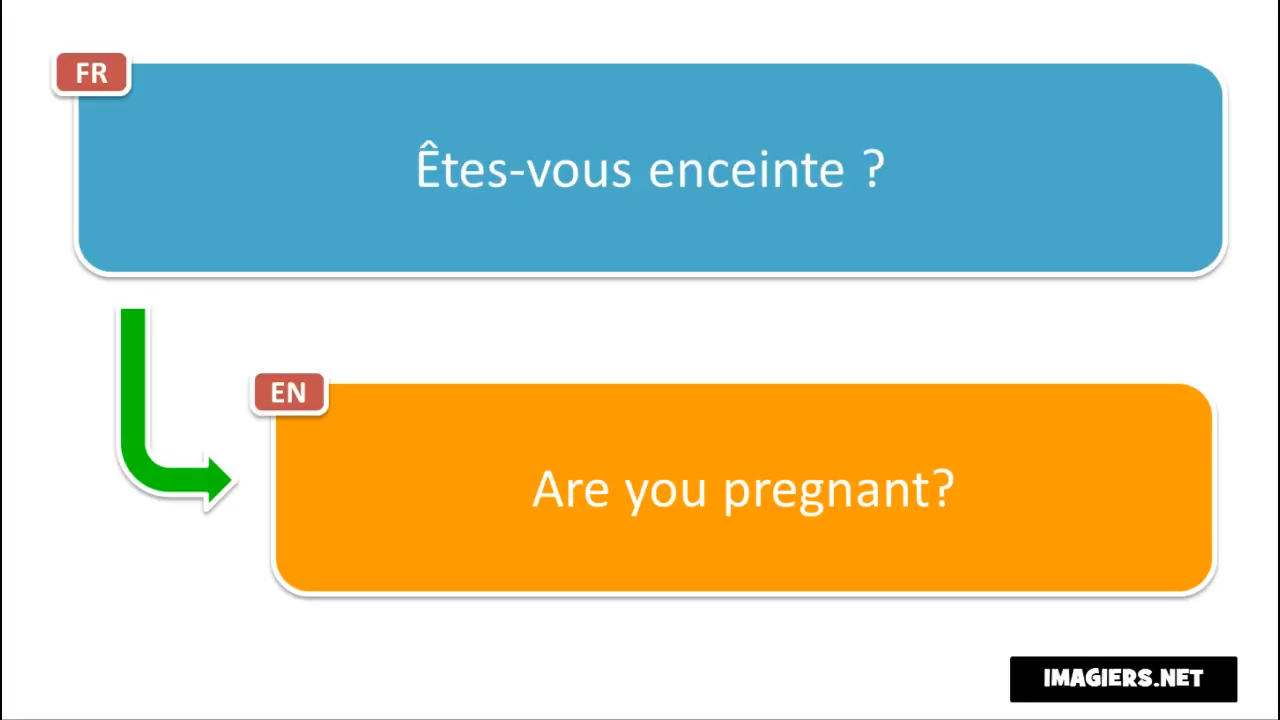 FR
Êtes-vous enceinte ?
EN
Are you pregnant?
IMAGIERS.NET